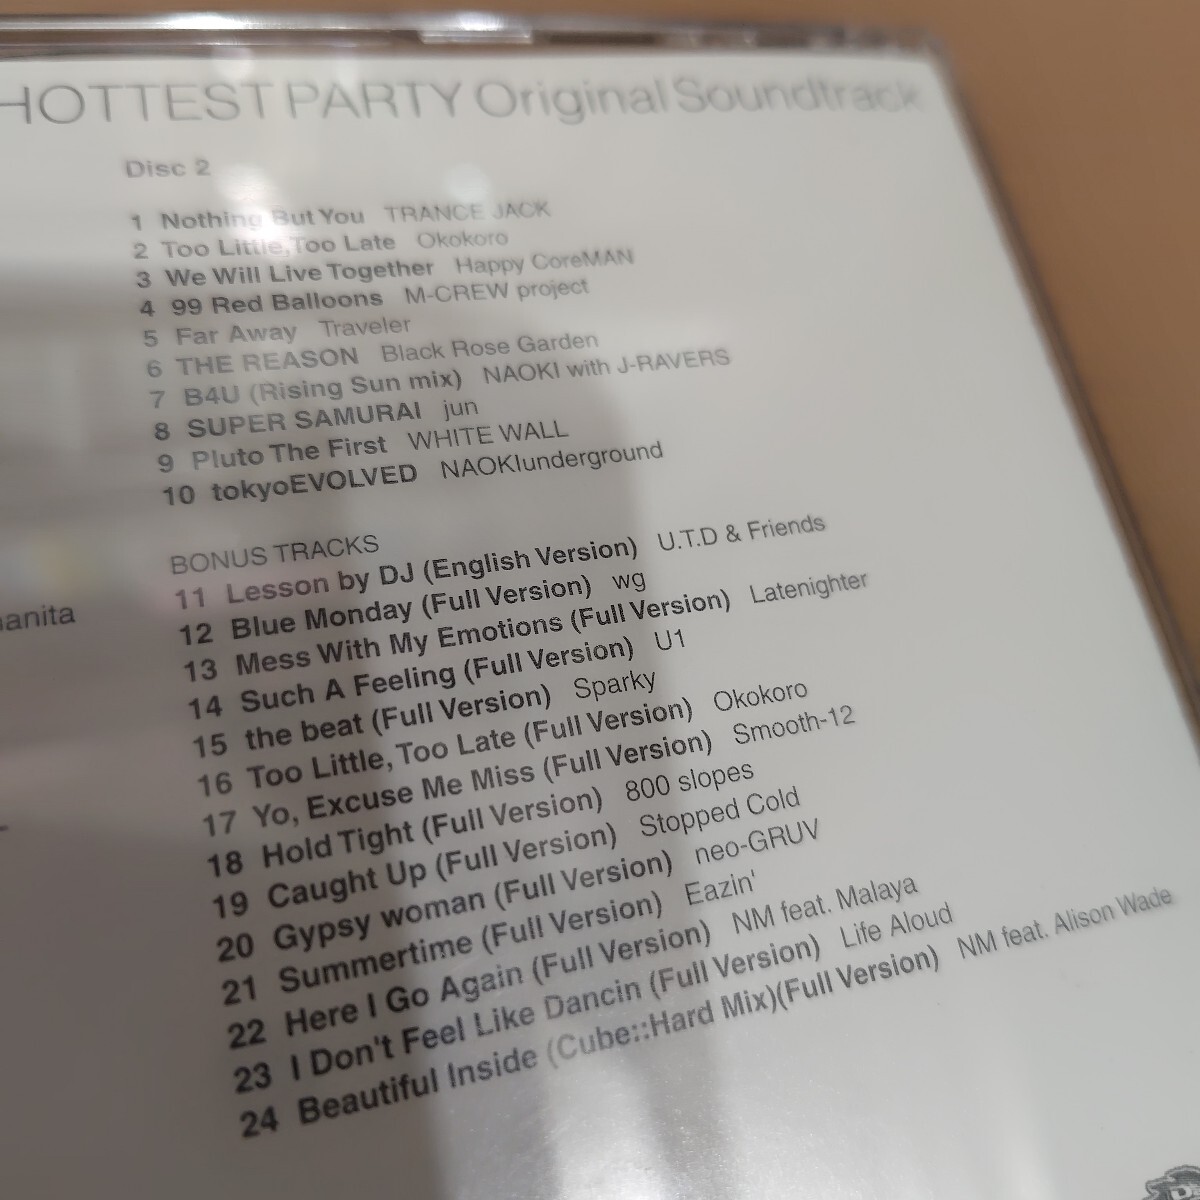 HOTTEST PARTY Original Soundtrack
Disc 2
1 Nothing But You TRANCE JACK
2 Too Little,Too Late Okokoro
3 We Will Live Together Happy CoreMAN
4 99 Red Balloons M-CREW project
5 Far Away Traveler
6 THE REASON Black Rose Garden
7 B4U (Rising Sun mix) NAOKI with J-RAVERS
8 SUPER SAMURAI jun
9 Pluto The First WHITE WALL
10 tokyoEVOLVED NAOKIunderground
BONUS TRACKS
11 Lesson by DJ (English Version) U.T.D & Friends
12 Blue Monday (Full Version) wg
13 Mess With My Emotions (Full Version) Latenighter
14 Such A Feeling (Full Version) U1
15 the beat (Full Version) Sparky
16 Too Little, Too Late (Full Version) Okokoro
17 Yo, Excuse Me Miss (Full Version) Smooth-12
18 Hold Tight (Full Version) 800 slopes
19 Caught Up (Full Version) Stopped Cold
20 Gypsy woman (Full Version) neo-GRUV
21 Summertime (Full Version) Eazin'
22 Here I Go Again (Full Version) NM feat. Malaya
23 I Don't Feel Like Dancin (Full Version) Life Aloud
24 Beautiful Inside (Cube::Hard Mix)(Full Version) NM feat. Alison Wade